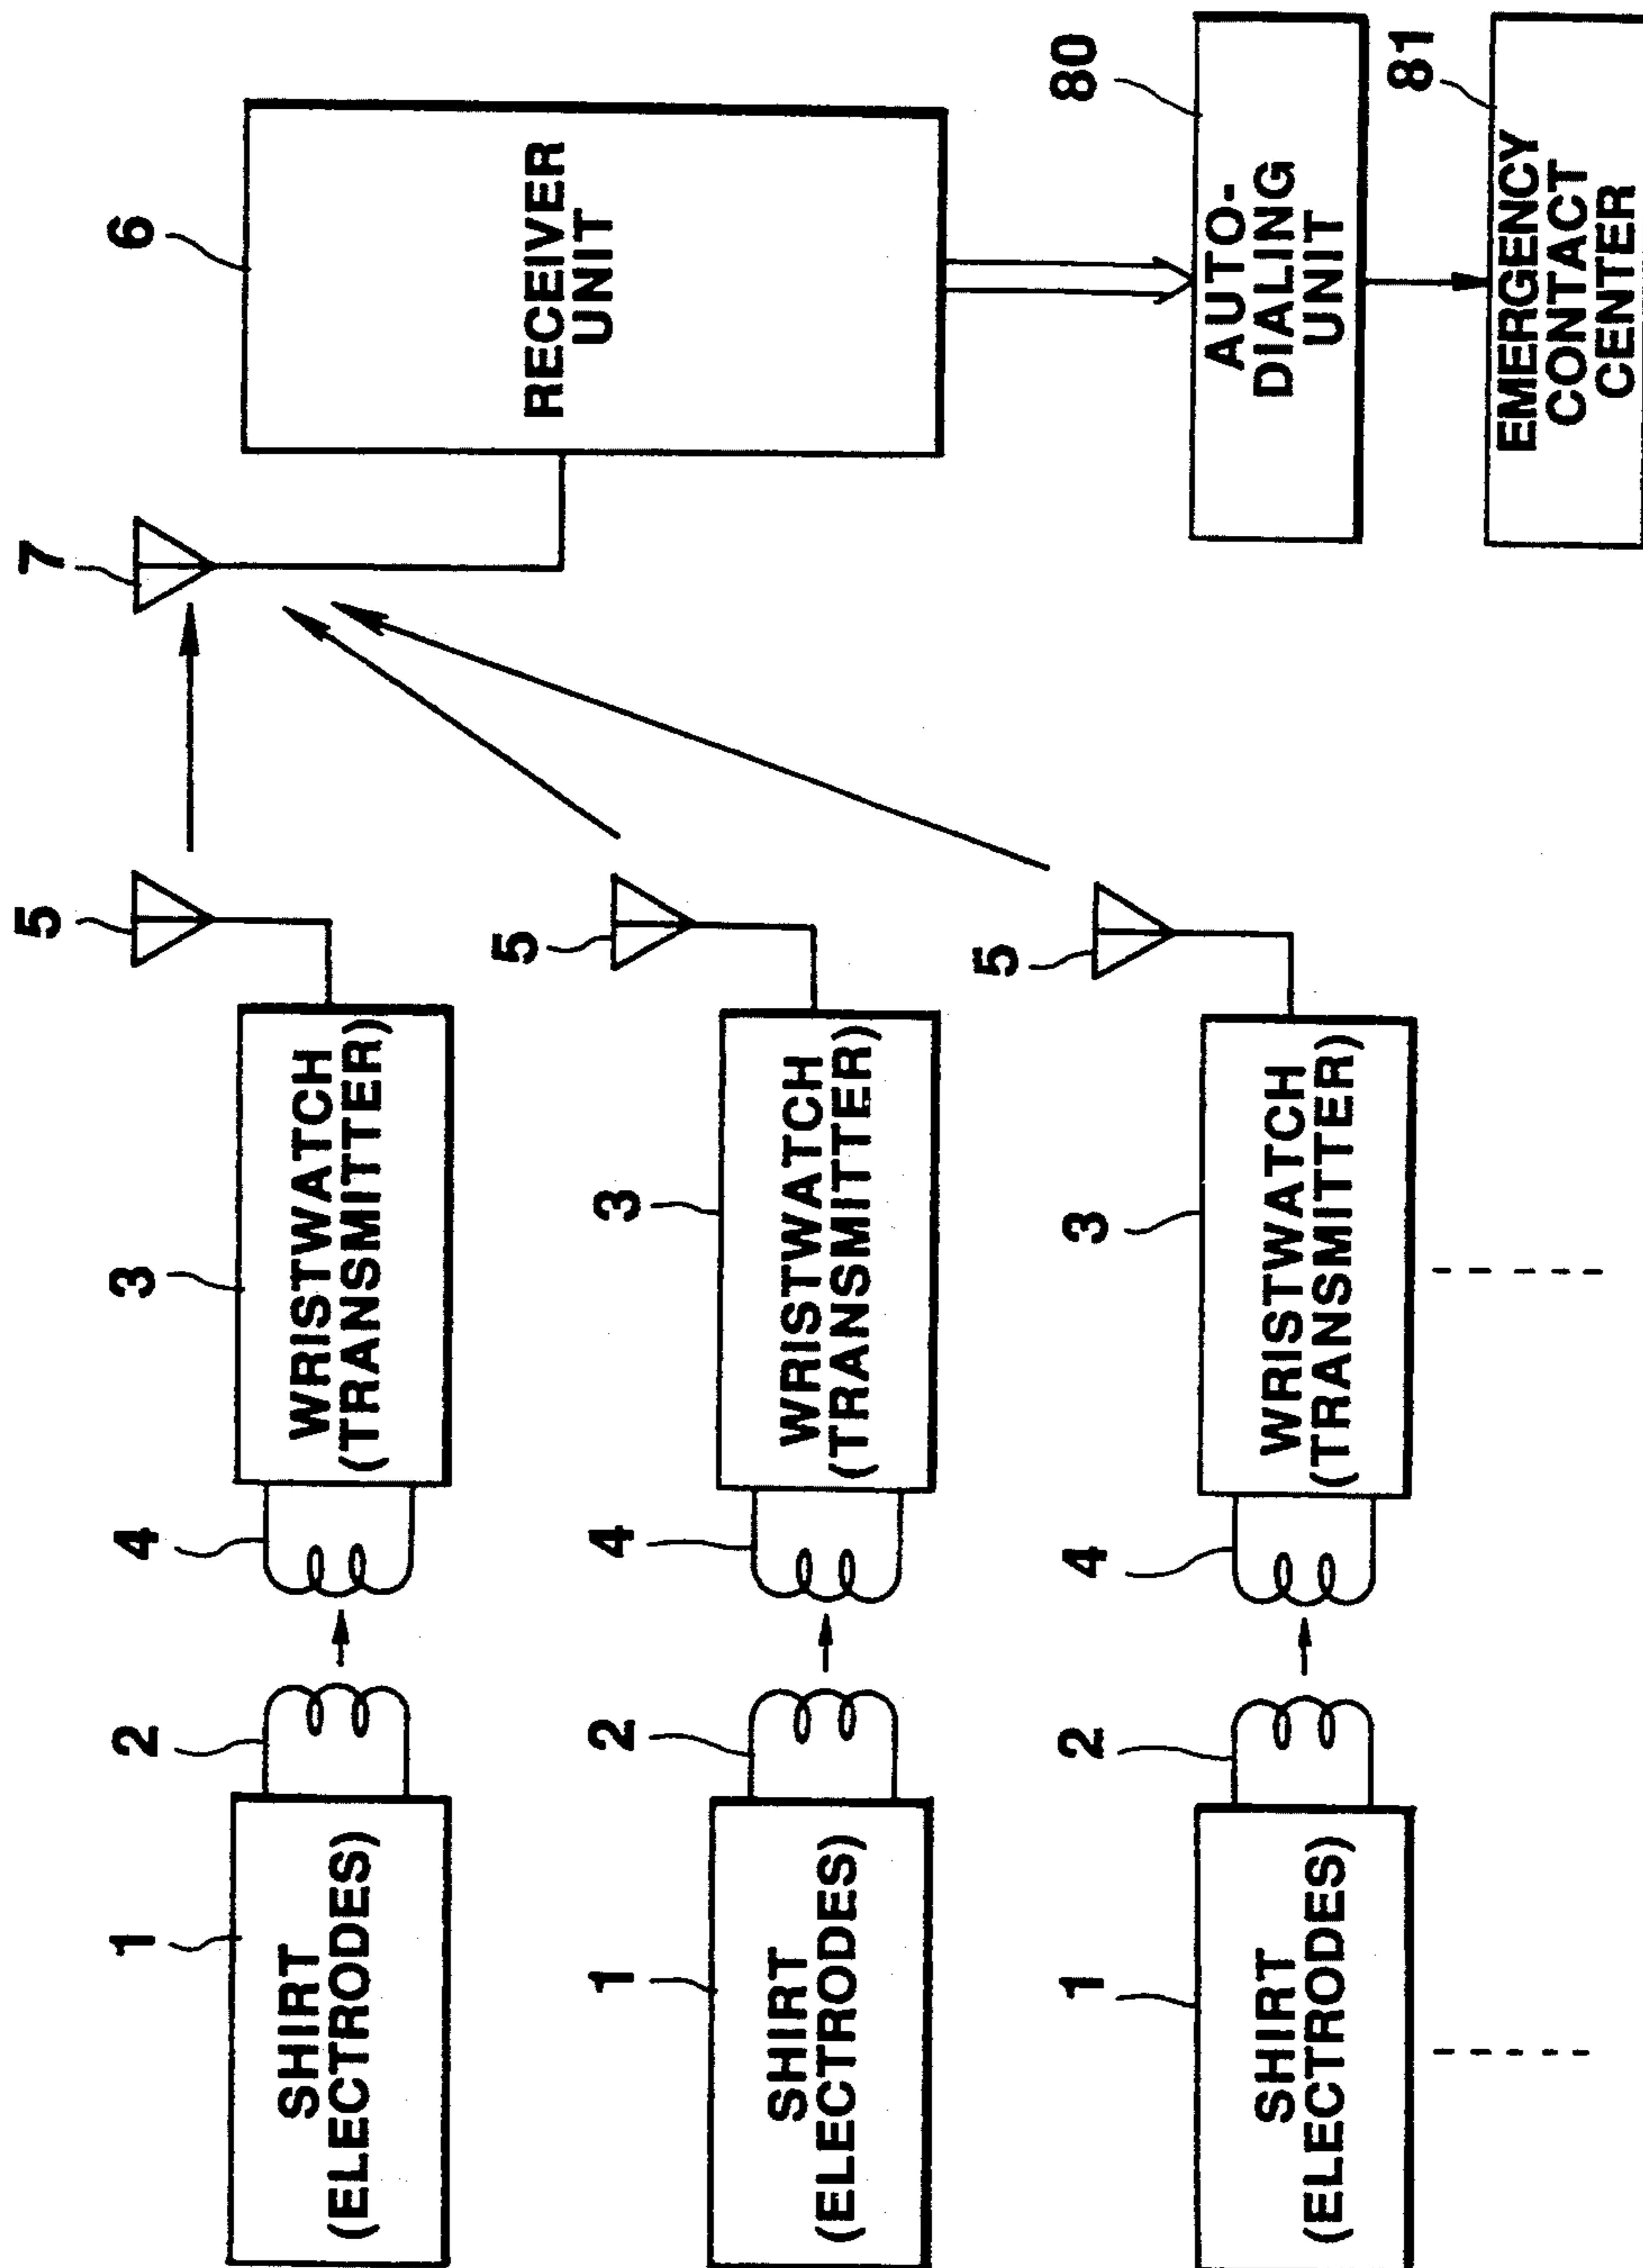 1
SHIRT
(ELECTRODES)
2
4
3
WRISTWATCH
(TRANSMITTER)
5
7
6
RECEIVER
UNIT
1
SHIRT
(ELECTRODES)
2
4
3
WRISTWATCH
(TRANSMITTER)
5
1
SHIRT
(ELECTRODES)
2
4
3
WRISTWATCH
(TRANSMITTER)
5
80
AUTO-
DIALING
UNIT
81
EMERGENCY
CONTACT
CENTER